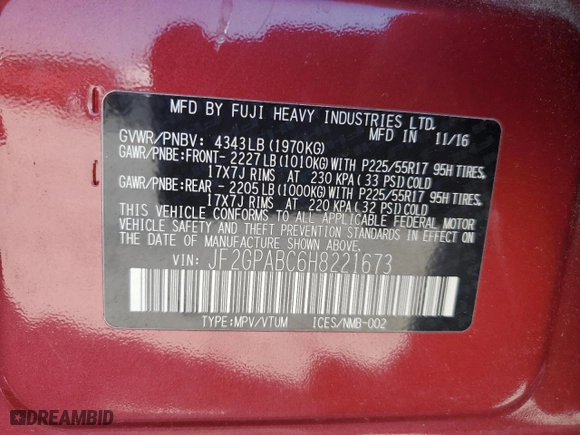 MFD BY FUJI HEAVY INDUSTRIES LTD.
MFD IN 11/16
GVWR/PNBV: 4343LB (1970KG)
GAWR/PNBE:FRONT- 2227LB (1010KG)WITH P225/55R17 95H TIRES,
17X7J RIMS AT 230 KPA(33 PSI)COLD
GAWR/PNBE:REAR - 2205LB (1000KG)WITH P225/55R17 95H TIRES,
17X7J RIMS AT 220 KPA(32 PSI)COLD
THIS VEHICLE CONFORMS TO ALL APPLICABLE FEDERAL MOTOR
VEHICLE SAFETY AND THEFT PREVENTION STANDARDS IN EFFECT ON
THE DATE OF MANUFACTURE SHOWN ABOVE.
VIN: JF2GPABC6H8221673
TYPE:MPV/VTUM ICES/NMB-002
DREAMBID